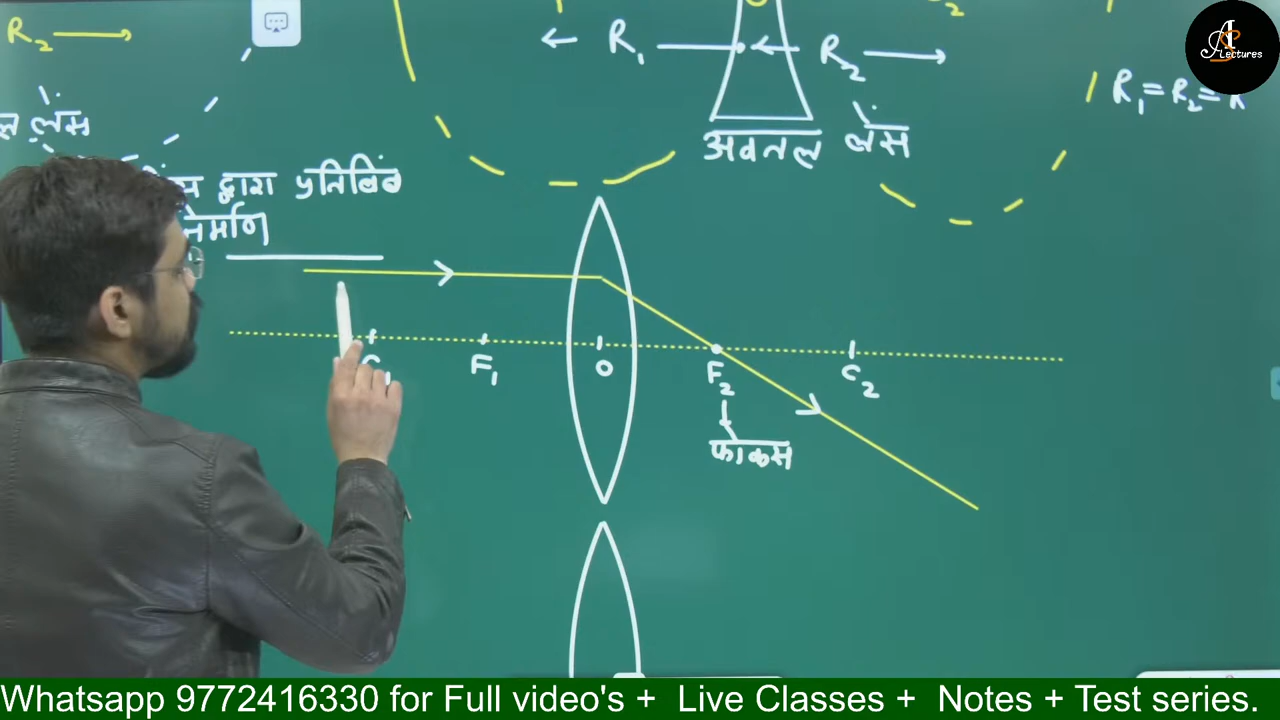 R₂
R₁
R₂
AS
Lectures
R₁ = R₂ = R
लेंस
अवतल लेंस
द्वारा प्रतिबिंब
F₁
O
F₂
C₂
फोकस
Whatsapp 9772416330 for Full video's + Live Classes + Notes + Test series.